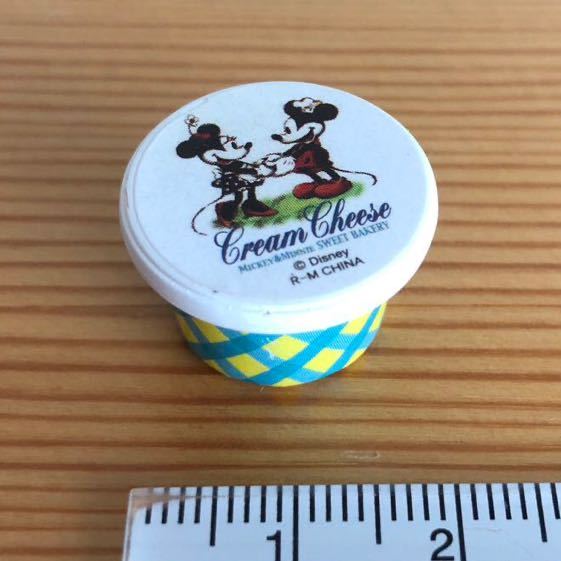 Cream Cheese
MICKEY&MINNIE SWEET BAKERY
© Disney
R-M CHINA
1 2